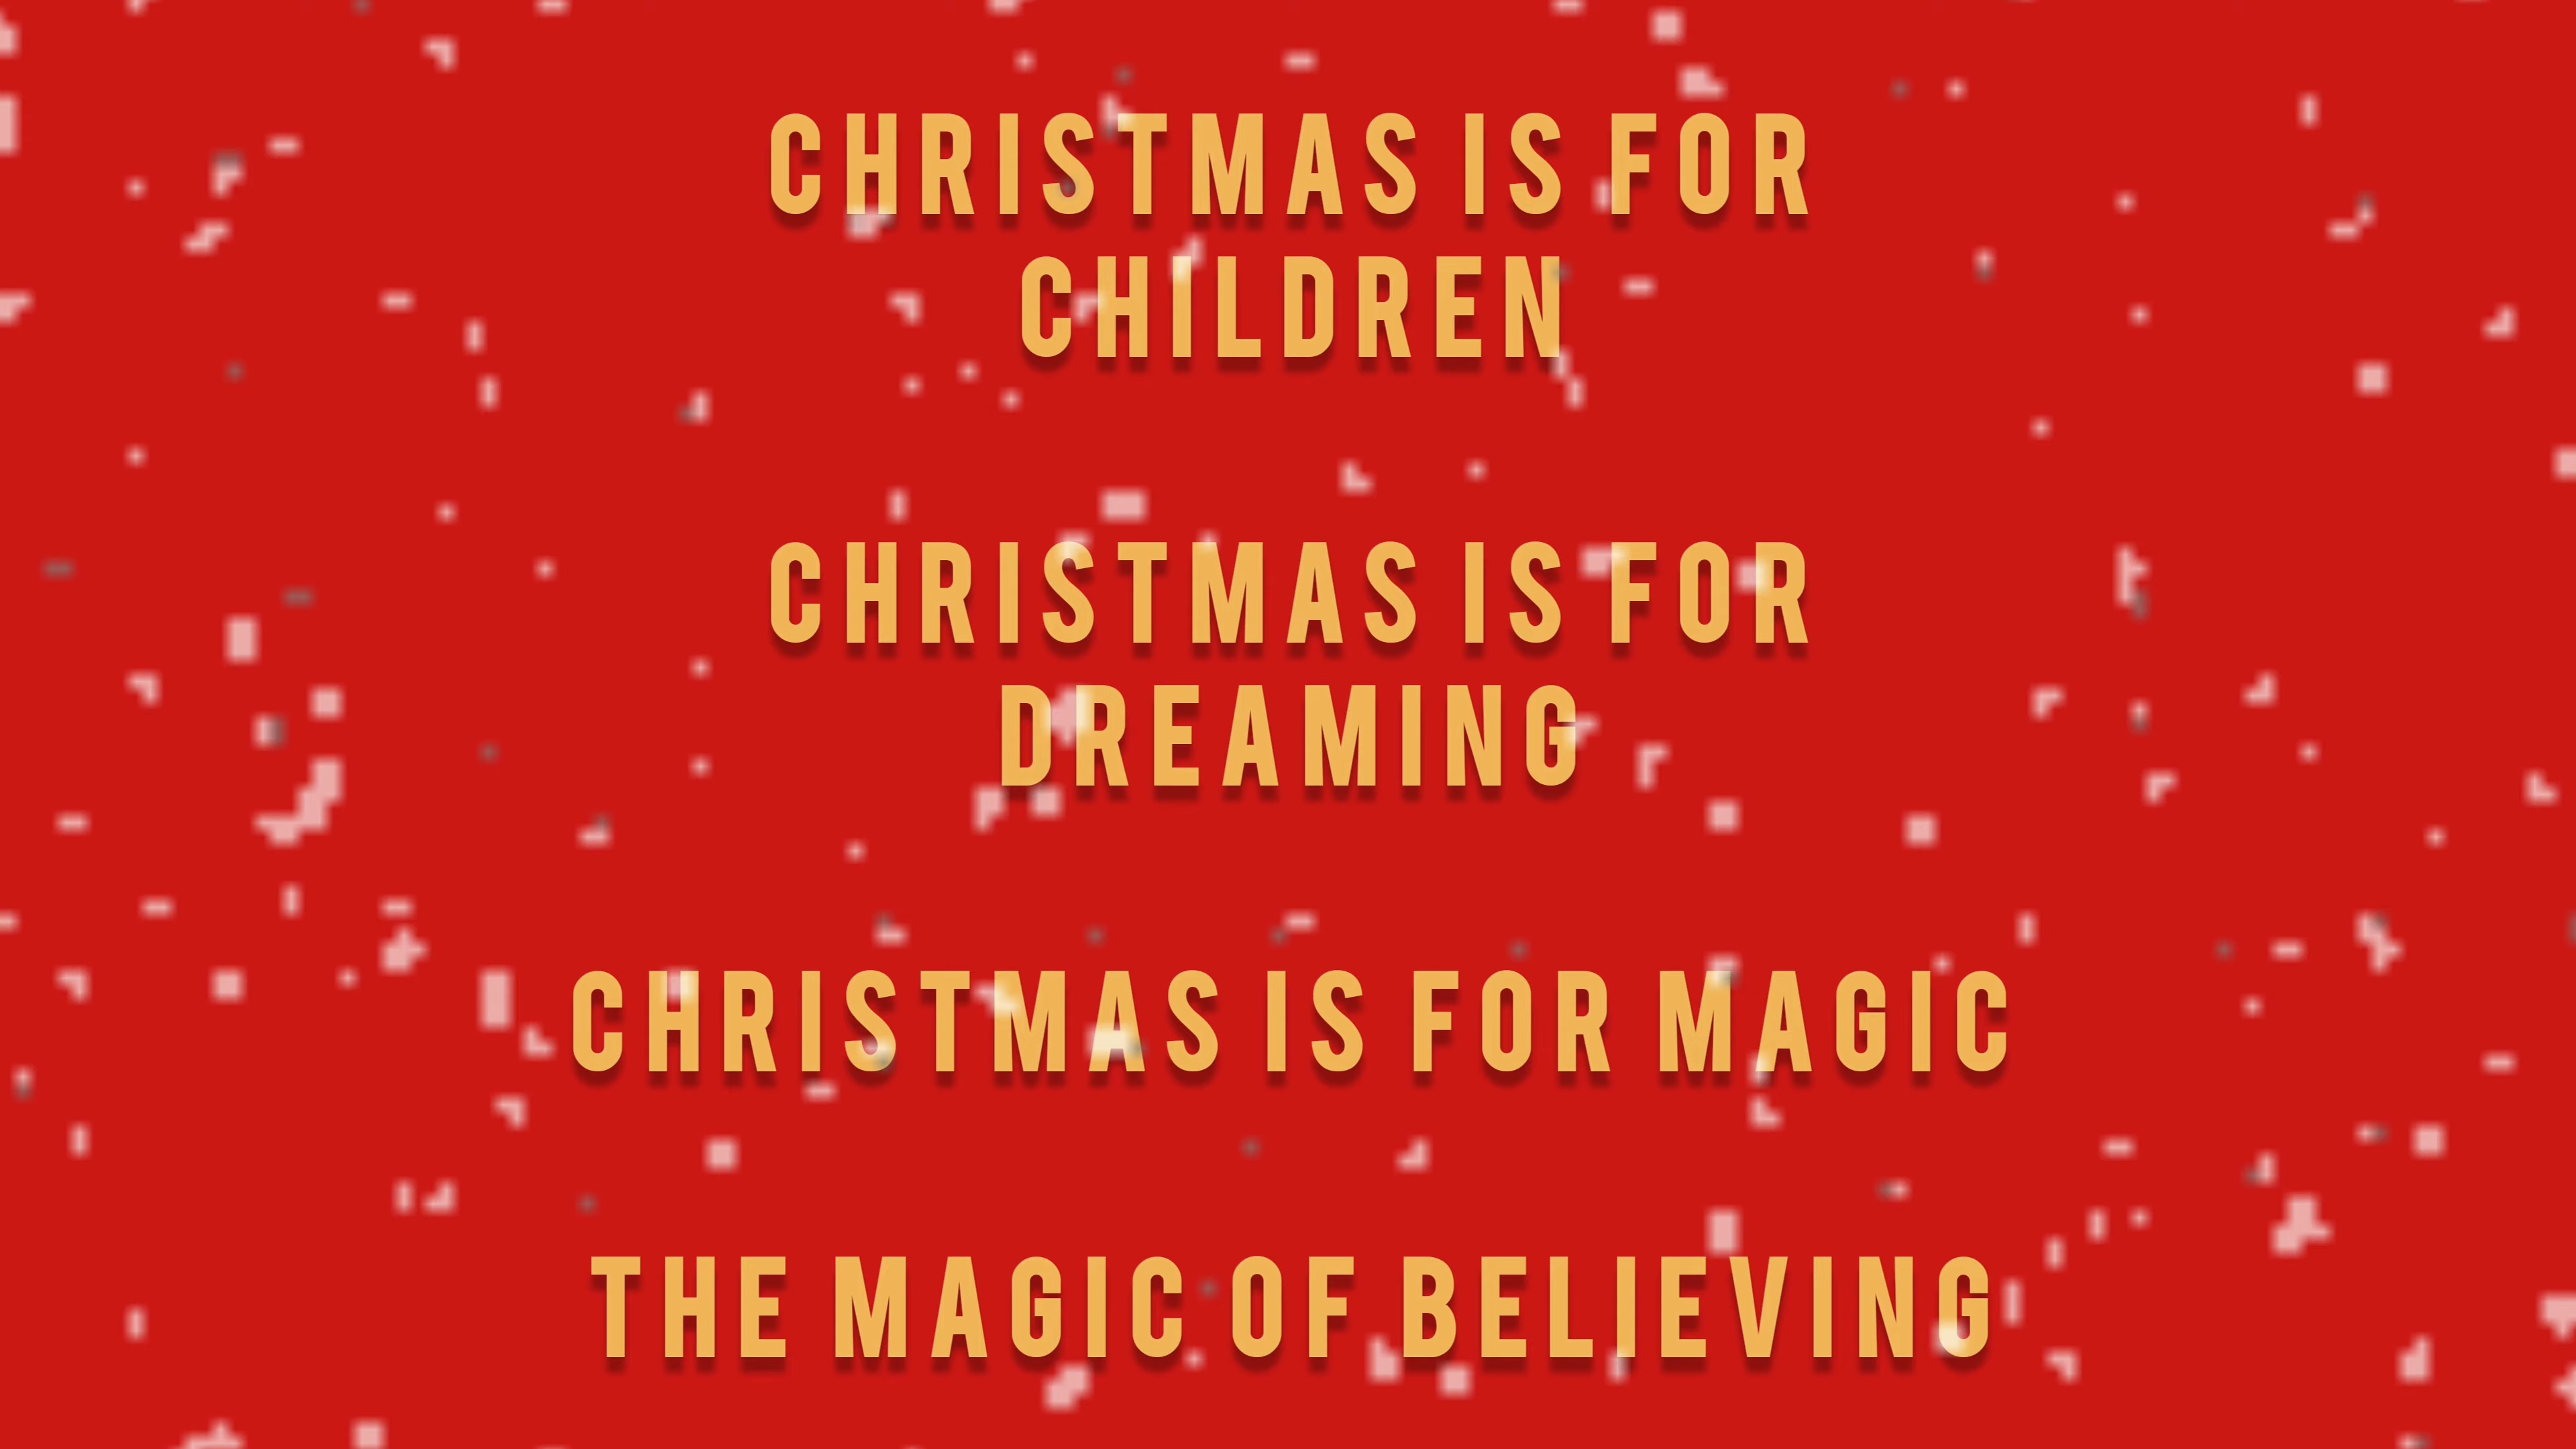 CHRISTMAS IS FOR
CHILDREN
CHRISTMAS IS FOR
DREAMING
CHRISTMAS IS FOR MAGIC
THE MAGIC OF BELIEVING